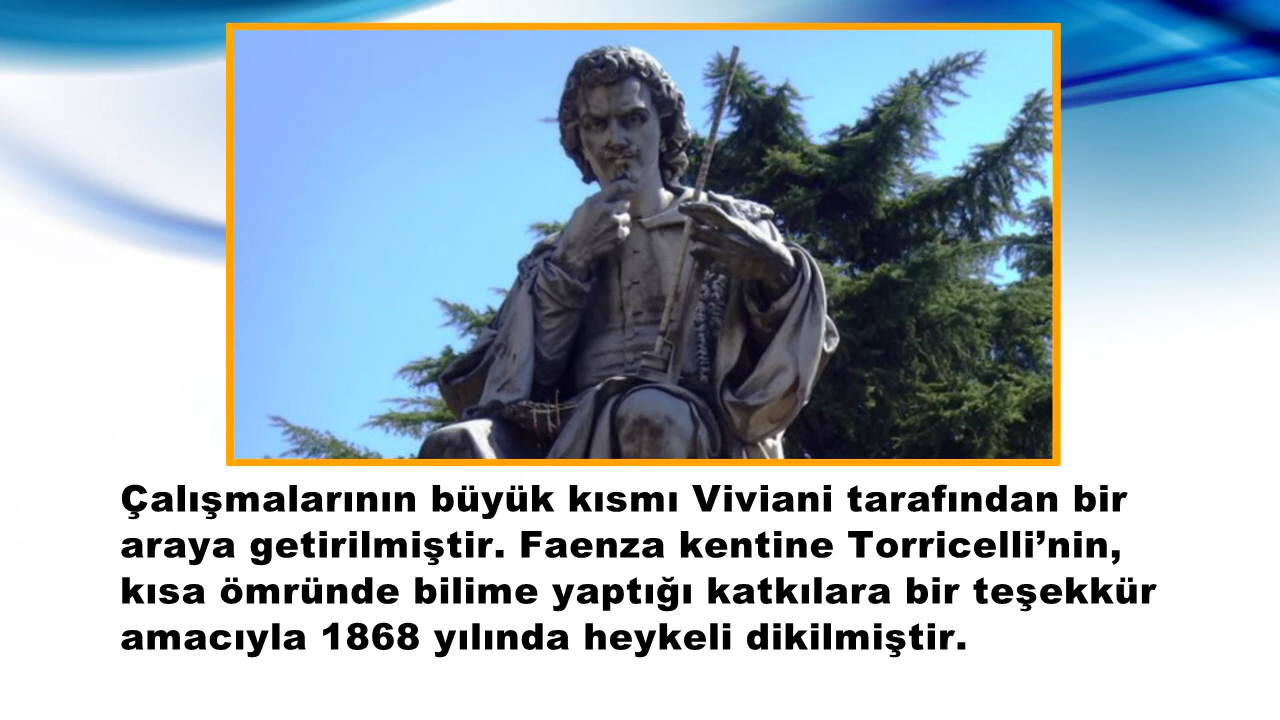 Çalışmalarının büyük kısmı Viviani tarafından bir
araya getirilmiştir. Faenza kentine Torricelli’nin,
kısa ömründe bilime yaptığı katkılara bir teşekkür
amacıyla 1868 yılında heykeli dikilmiştir.